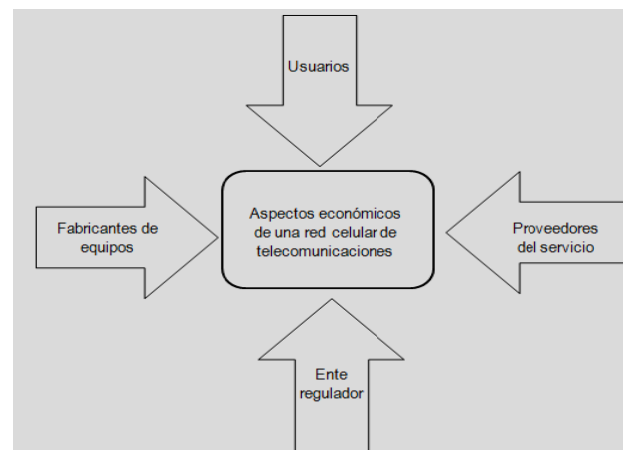 Usuarios
Fabricantes de
equipos
Aspectos económicos
de una red celular de
telecomunicaciones
Proveedores
del servicio
Ente
regulador